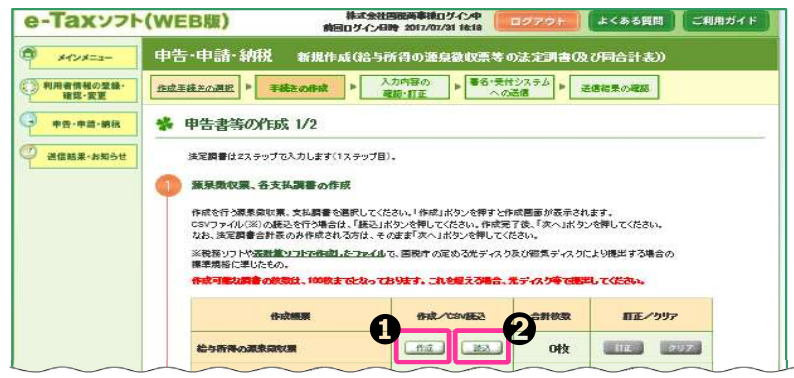 e-Taxソフト(WEB版)
株式会社国税商事様ログイン中
前回ログイン日時 2017/07/31 16:18
ログアウト
よくある質問
ご利用ガイド
メインメニュー
利用者情報の登録・
確認・変更
申告・申請・納税
送信結果・お知らせ
申告・申請・納税 新規作成(給与所得の源泉徴収票等の法定調書(及び同合計表))
作成手続きの選択
手続きの作成
入力内容の
確認・訂正
署名・受付システム
への送信
送信結果の確認
申告書等の作成 1/2
法定調書は2ステップで入力します(1ステップ目)。
1 源泉徴収票、各支払調書の作成
作成を行う源泉徴収票、支払調書を選択してください。「作成」ボタンを押すと作成画面が表示されます。
CSVファイル(※)の読込を行う場合は、「読込」ボタンを押してください。作成完了後、「次へ」ボタンを押してください。
なお、法定調書合計表のみ作成される方は、そのまま「次へ」ボタンを押してください。
※税務ソフトや表計算ソフトで作成したファイルで、国税庁の定める光ディスク及び磁気ディスクにより提出する場合の
標準規格に準じたもの。
作成可能な調書の枚数は、100枚までとなっております。これを超える場合、光ディスク等で提出してください。
作成帳票
作成/CSV読込
合計枚数
訂正/クリア
❶
❷
給与所得の源泉徴収票
作成
読込
0枚
訂正
クリア